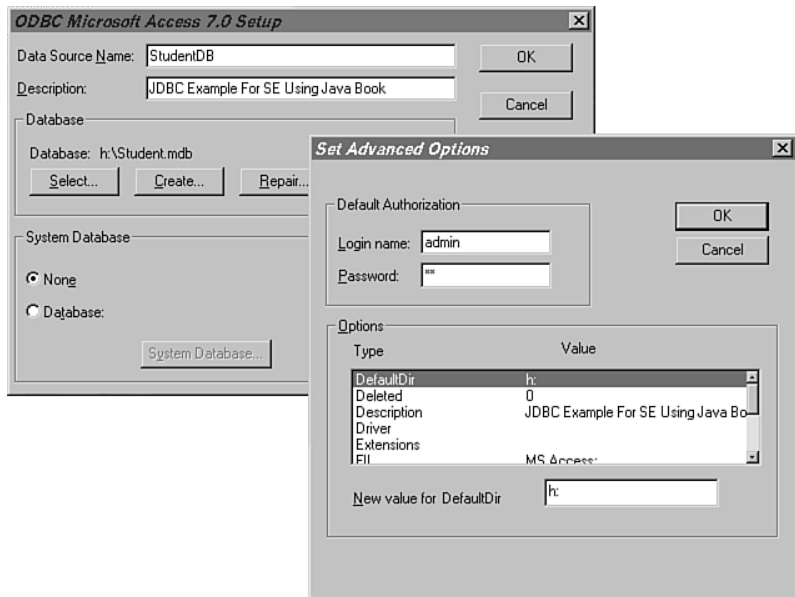 ODBC Microsoft Access 7.0 Setup
Data Source Name: StudentDB
OK
Description: JDBC Example For SE Using Java Book
Cancel
Database
Database: h:\Student.mdb
Select... Create... Repair...
System Database
None
Database:
System Database...
Set Advanced Options
Default Authorization
Login name: admin
OK
Password: **
Cancel
Options
Type Value
DefaultDir h:
Deleted 0
Description JDBC Example For SE Using Java Bo
Driver
Extensions
FIL MS Access;
New value for DefaultDir h: